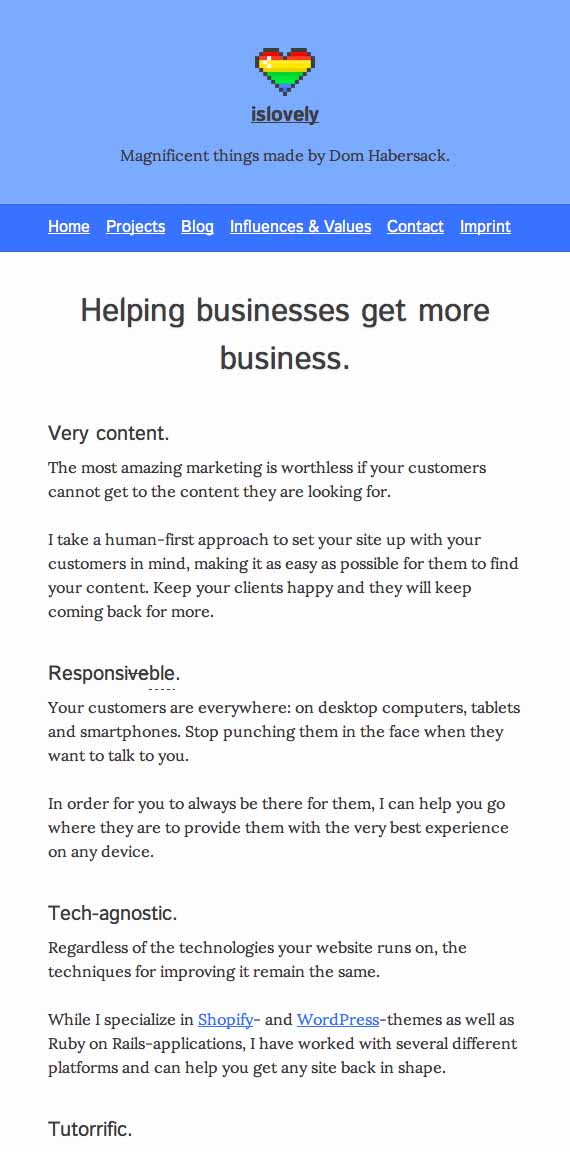 islovely
Magnificent things made by Dom Habersack.
Home Projects Blog Influences & Values Contact Imprint
Helping businesses get more
business.
Very content.
The most amazing marketing is worthless if your customers
cannot get to the content they are looking for.
I take a human-first approach to set your site up with your
customers in mind, making it as easy as possible for them to find
your content. Keep your clients happy and they will keep
coming back for more.
Responsiveble.
Your customers are everywhere: on desktop computers, tablets
and smartphones. Stop punching them in the face when they
want to talk to you.
In order for you to always be there for them, I can help you go
where they are to provide them with the very best experience
on any device.
Tech-agnostic.
Regardless of the technologies your website runs on, the
techniques for improving it remain the same.
While I specialize in Shopify- and WordPress-themes as well as
Ruby on Rails-applications, I have worked with several different
platforms and can help you get any site back in shape.
Tutorrific.